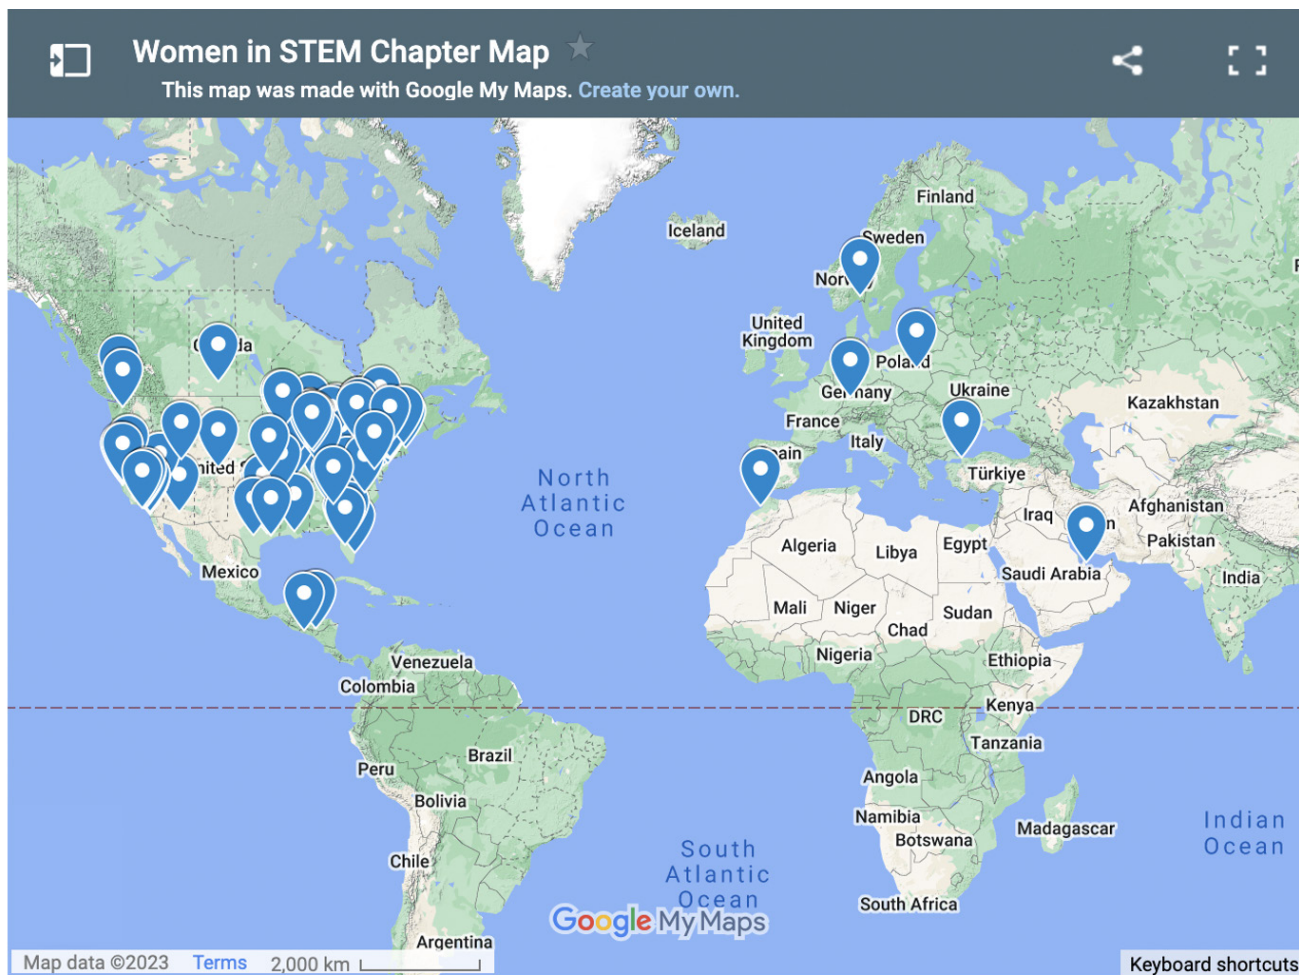 Women in STEM Chapter Map
This map was made with Google My Maps. Create your own.
Finland
Iceland
Sweden
United
Kingdom
Poland
Germany
Ukraine
Kazakhstan
France
Italy
North
Atlantic
Ocean
Türkiye
Afghanistan
Iraq
Pakistan
Algeria
Libya
Egypt
Mexico
Saudi Arabia
India
Mali
Niger
Sudan
Chad
Nigeria
Ethiopia
Venezuela
Colombia
Kenya
DRC
Tanzania
Brazil
Peru
Angola
Bolivia
Namibia
Madagascar
Botswana
Indian
Ocean
South
Atlantic
Ocean
Chile
South Africa
Google My Maps
Argentina
Map data ©2023 Terms 2,000 km
Keyboard shortcuts